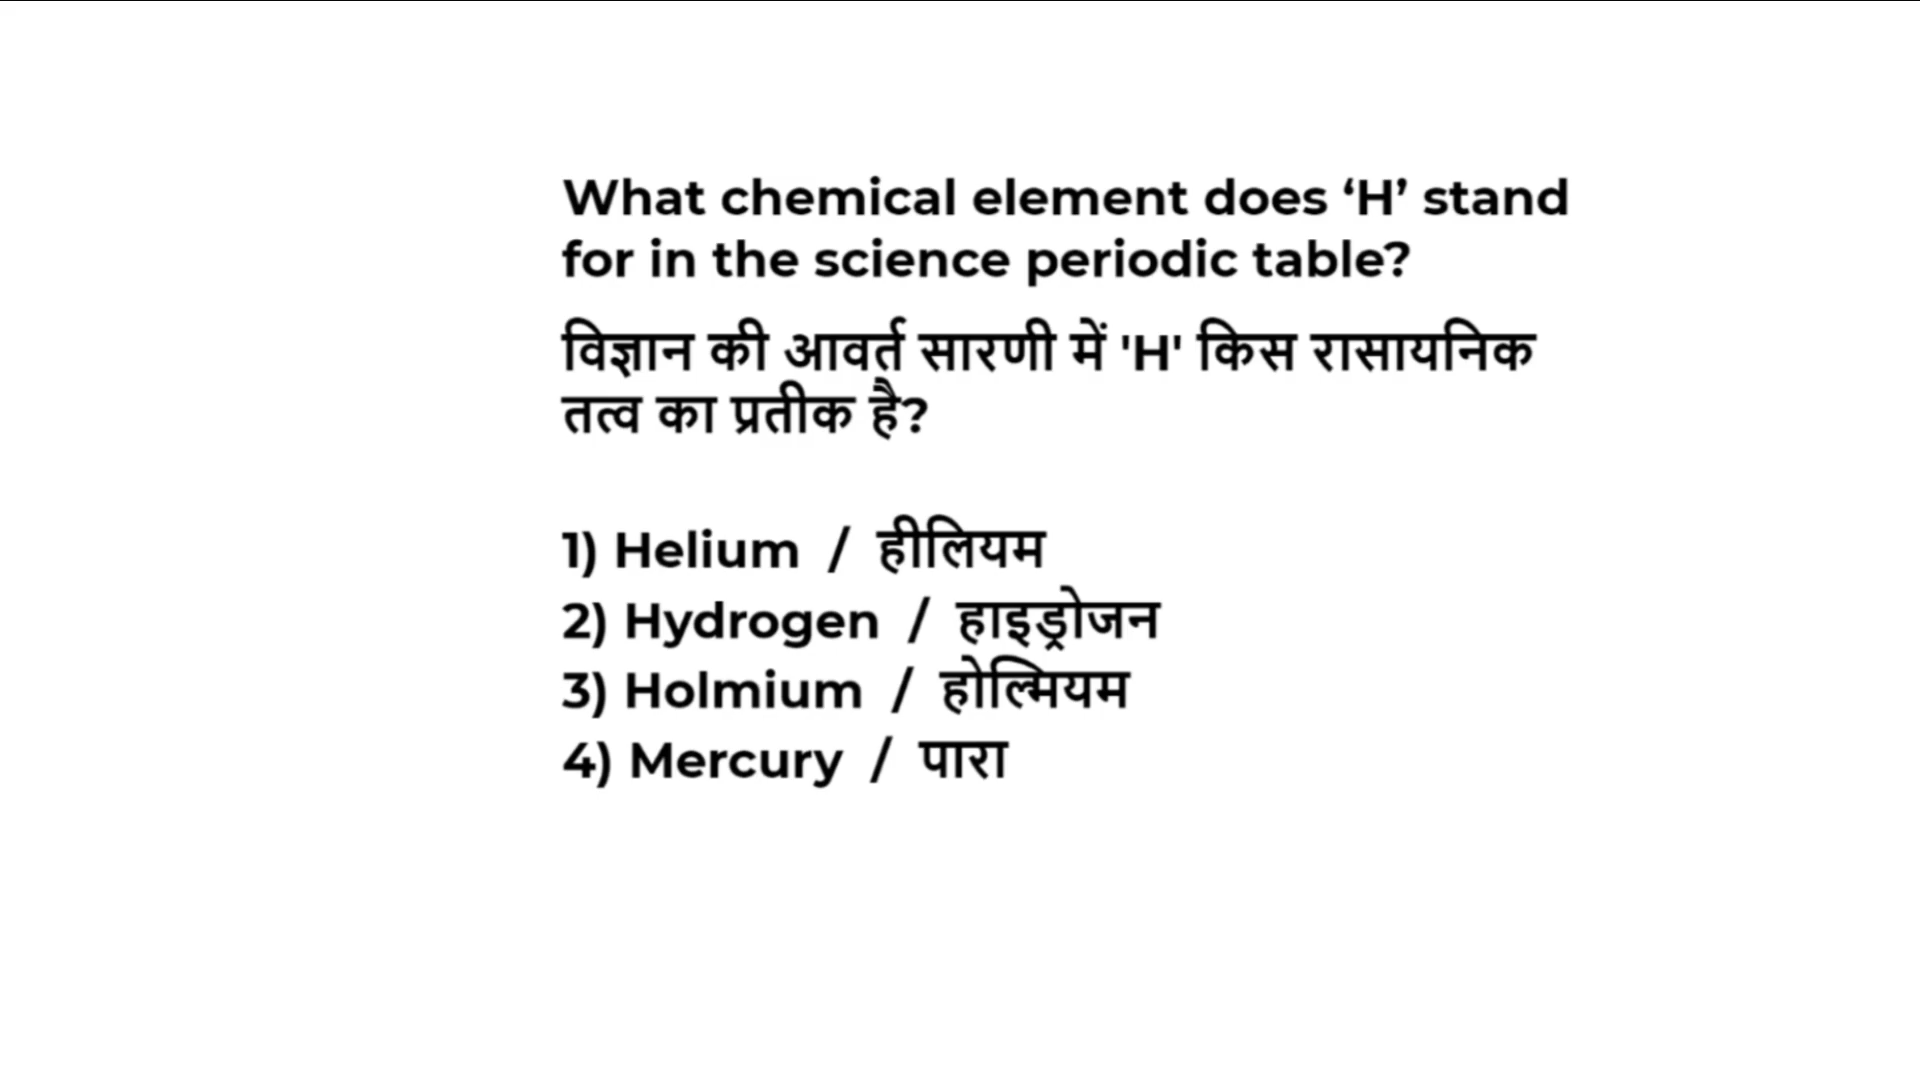 What chemical element does ‘H’ stand
for in the science periodic table?
विज्ञान की आवर्त सारणी में 'H' किस रासायनिक
तत्व का प्रतीक है?
1) Helium / हीलियम
2) Hydrogen / हाइड्रोजन
3) Holmium / होल्मियम
4) Mercury / पारा